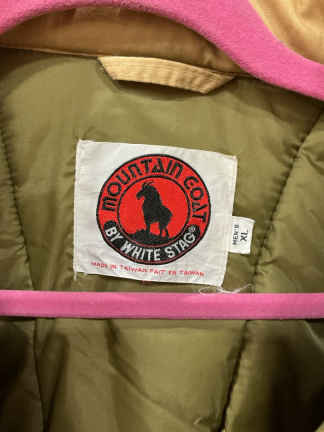 MOUNTAIN GOAT
BY WHITE STAG®
MEN'S
XL
MADE IN TAIWAN FAIT EN TAIWAN